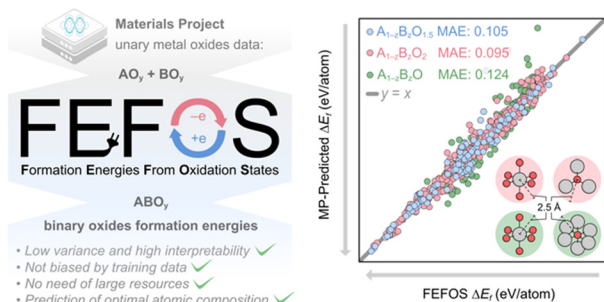 Materials Project
unary metal oxides data:
AOy + BOy
FEFOS
−e
+e
Formation Energies From Oxidation States
ABOy
binary oxides formation energies
• Low variance and high interpretability ✓
• Not biased by training data ✓
• No need of large resources ✓
• Prediction of optimal atomic composition ✓
MP-Predicted ΔEf (eV/atom)
A1−zBzO1.5 MAE: 0.105
A1−zBzO2 MAE: 0.095
A1−zBzO MAE: 0.124
y = x
2.5 Å
FEFOS ΔEf (eV/atom)